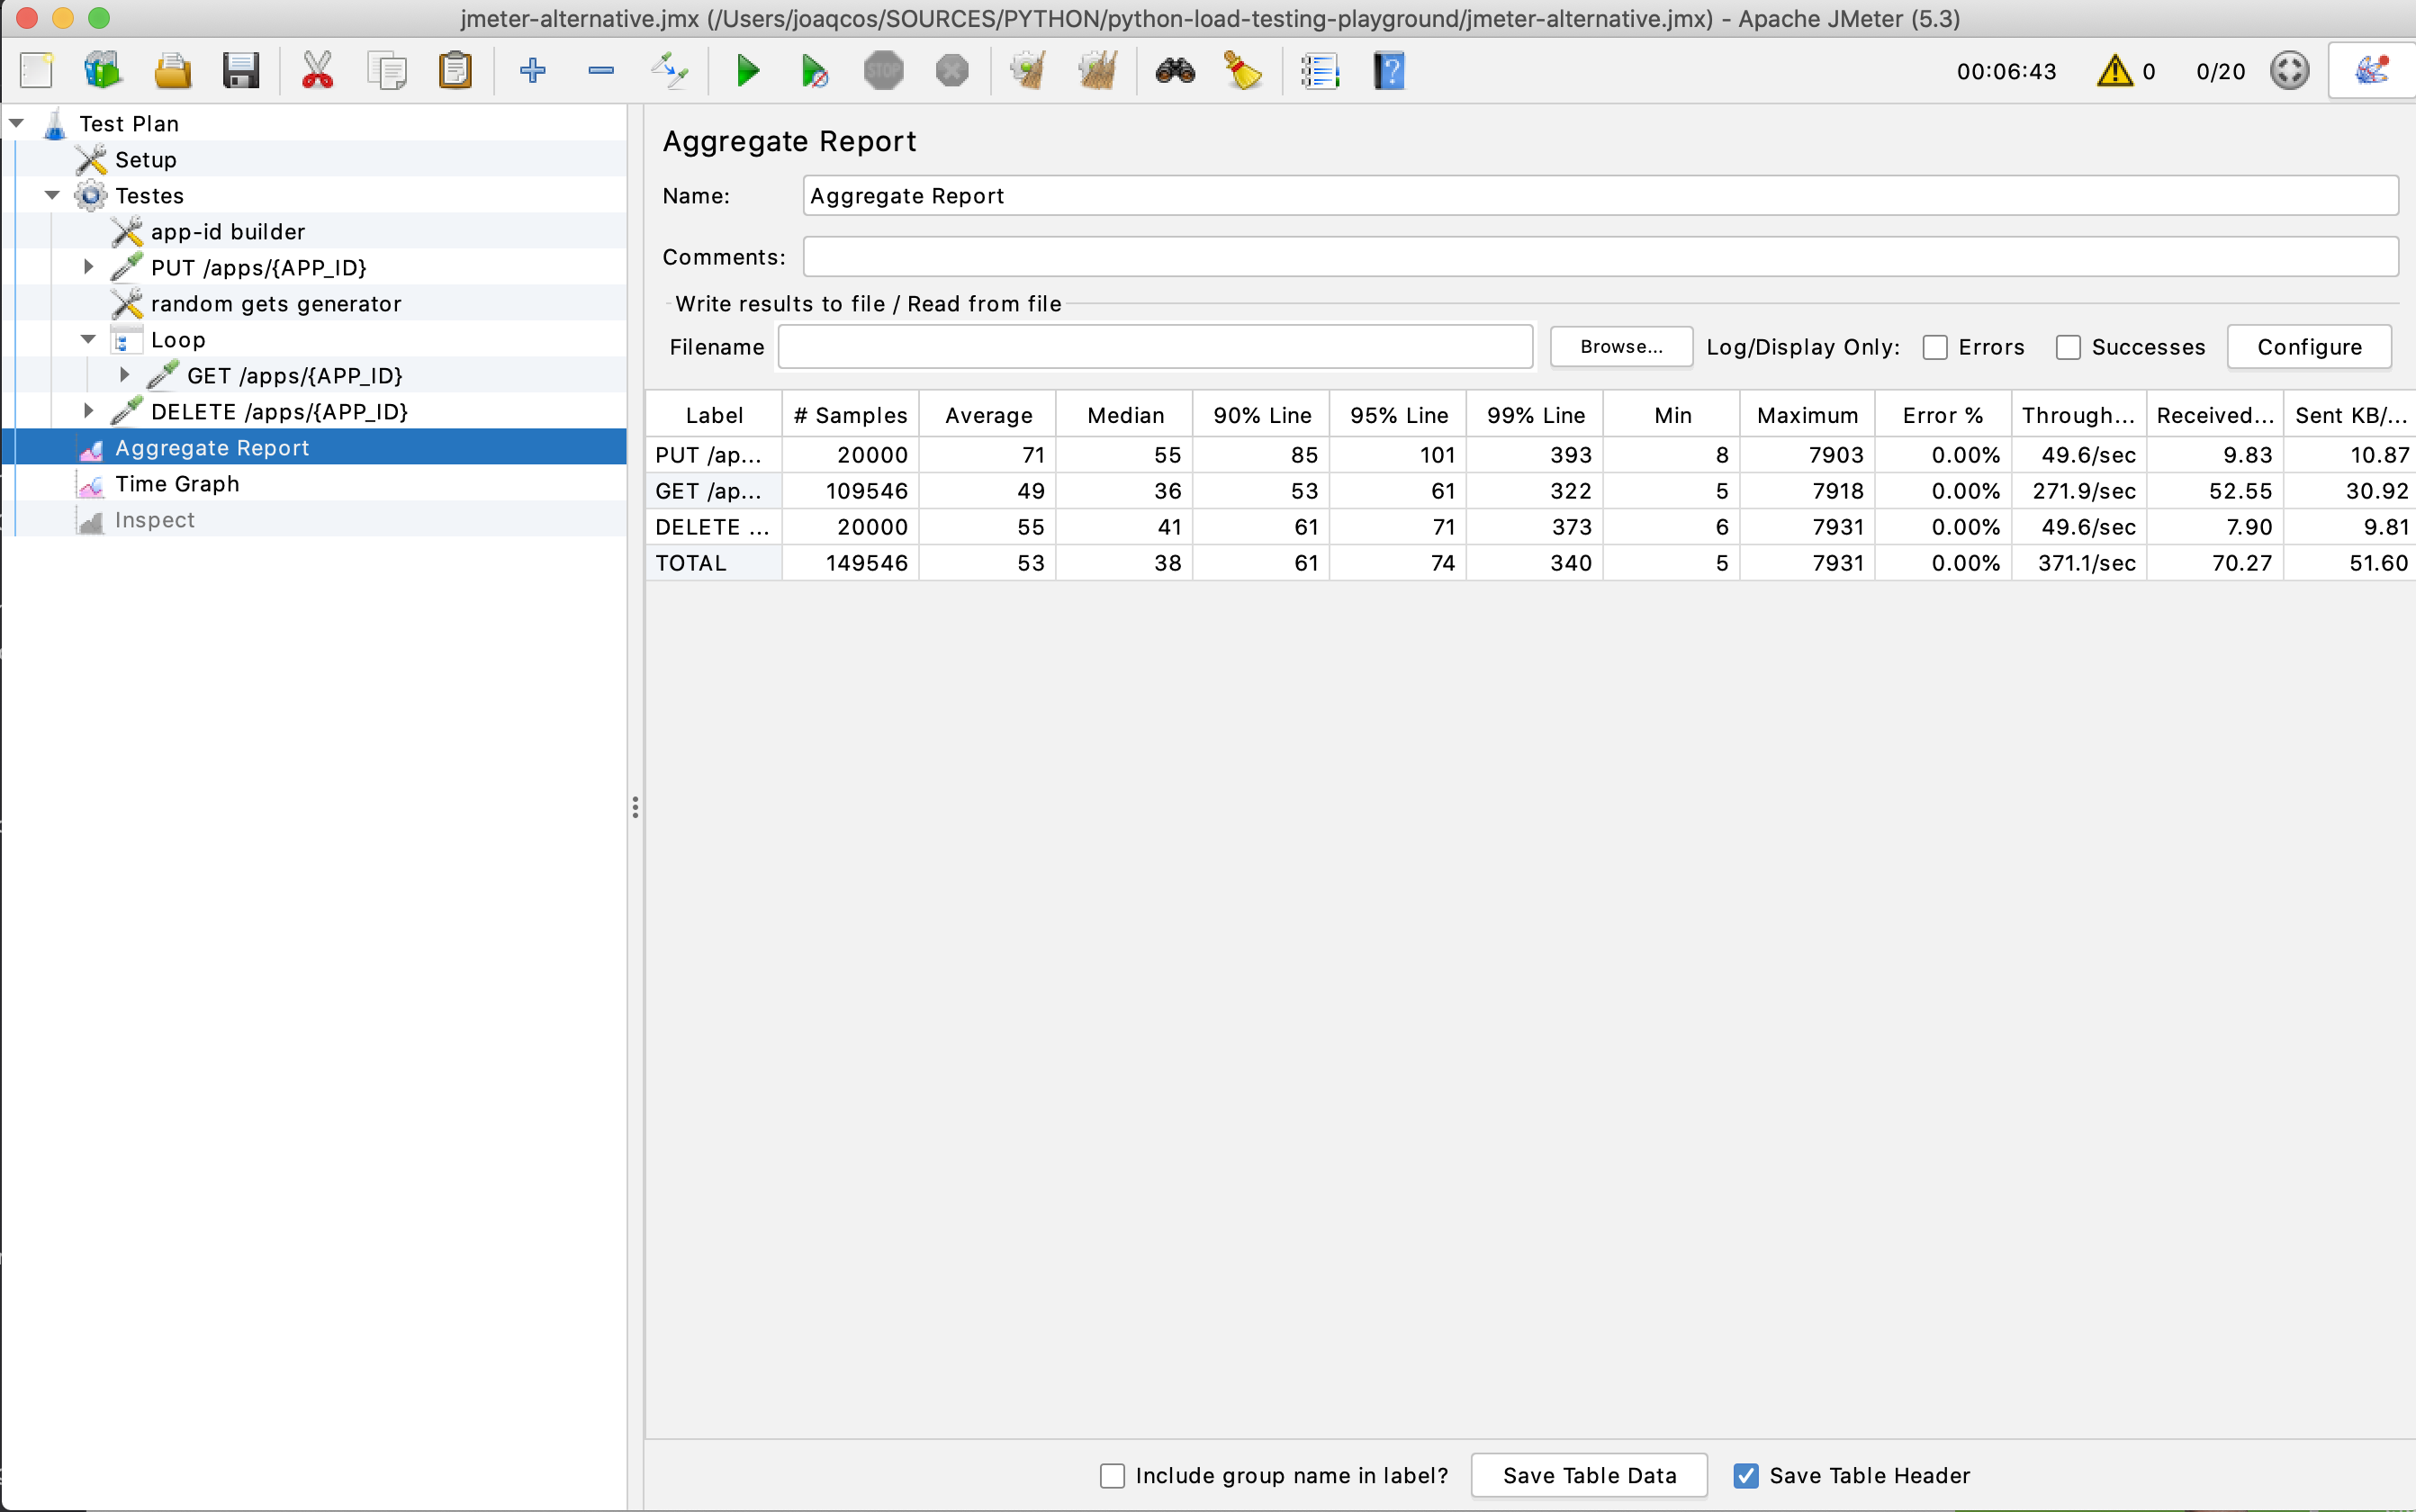 jmeter-alternative.jmx (/Users/joaqcos/SOURCES/PYTHON/python-load-testing-playground/jmeter-alternative.jmx) - Apache JMeter (5.3)
STOP
00:06:43 0 0/20
Test Plan
Setup
Testes
app-id builder
PUT /apps/{APP_ID}
random gets generator
Loop
GET /apps/{APP_ID}
DELETE /apps/{APP_ID}
Aggregate Report
Time Graph
Inspect
Aggregate Report
Name: Aggregate Report
Comments:
Write results to file / Read from file
Filename Browse... Log/Display Only: Errors Successes Configure
Label # Samples Average Median 90% Line 95% Line 99% Line Min Maximum Error % Through... Received... Sent KB/...
PUT /ap... 20000 71 55 85 101 393 8 7903 0.00% 49.6/sec 9.83 10.87
GET /ap... 109546 49 36 53 61 322 5 7918 0.00% 271.9/sec 52.55 30.92
DELETE ... 20000 55 41 61 71 373 6 7931 0.00% 49.6/sec 7.90 9.81
TOTAL 149546 53 38 61 74 340 5 7931 0.00% 371.1/sec 70.27 51.60
Include group name in label? Save Table Data Save Table Header